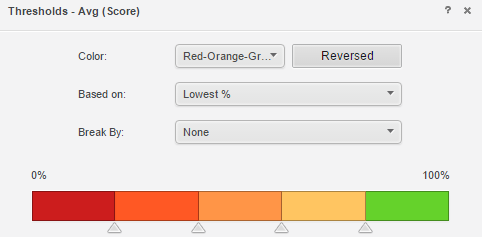 Thresholds - Avg (Score) ? ×
Color: Red-Orange-Gr... Reversed
Based on: Lowest %
Break By: None
0% 100%